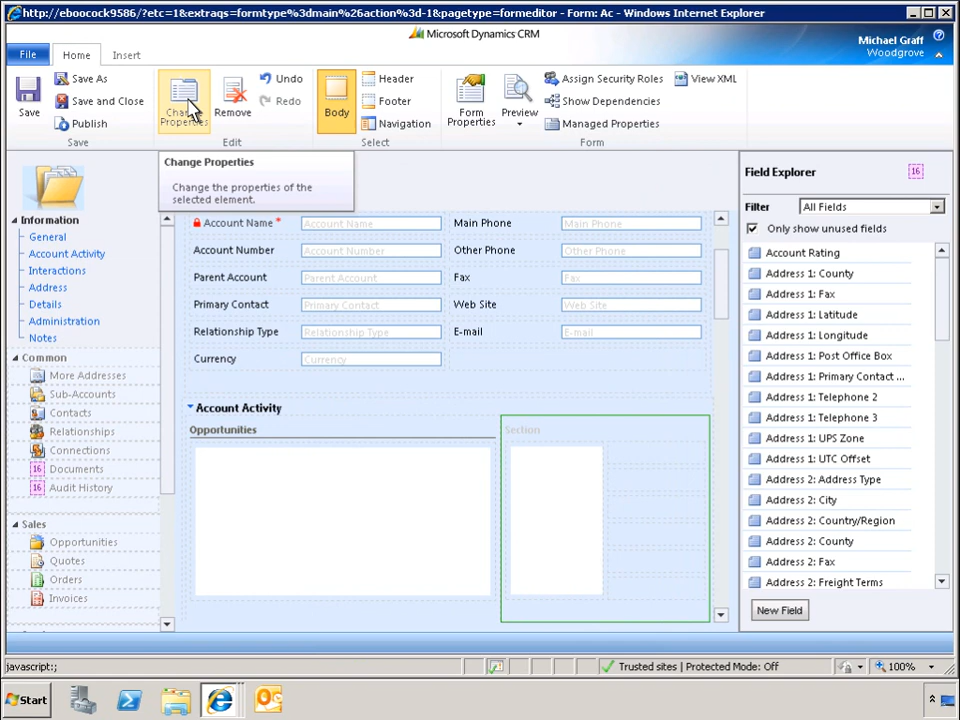 http://eboocock9586/?etc=1&extraqs=formtype%3dmain%26action%3d-1&pagetype=formeditor - Form: Ac - Windows Internet Explorer
Microsoft Dynamics CRM
Michael Graff
Woodgrove
File
Home
Insert
Save
Save As
Save and Close
Publish
Save
Change Properties
Remove
Undo
Redo
Edit
Body
Header
Footer
Navigation
Select
Form Properties
Preview
Assign Security Roles
Show Dependencies
Managed Properties
View XML
Form
Change Properties
Change the properties of the
selected element.
Information
General
Account Activity
Interactions
Address
Details
Administration
Notes
Common
More Addresses
Sub-Accounts
Contacts
Relationships
Connections
16 Documents
16 Audit History
Sales
Opportunities
Quotes
Orders
Invoices
Account Name * Account Name
Main Phone Main Phone
Account Number Account Number
Other Phone Other Phone
Parent Account Parent Account
Fax Fax
Primary Contact Primary Contact
Web Site Web Site
Relationship Type Relationship Type
E-mail E-mail
Currency Currency
Account Activity
Opportunities
Section
Field Explorer
16
Filter All Fields
Only show unused fields
Account Rating
Address 1: County
Address 1: Fax
Address 1: Latitude
Address 1: Longitude
Address 1: Post Office Box
Address 1: Primary Contact ...
Address 1: Telephone 2
Address 1: Telephone 3
Address 1: UPS Zone
Address 1: UTC Offset
Address 2: Address Type
Address 2: City
Address 2: Country/Region
Address 2: County
Address 2: Fax
Address 2: Freight Terms
New Field
javascript:;
Trusted sites | Protected Mode: Off
100%
Start